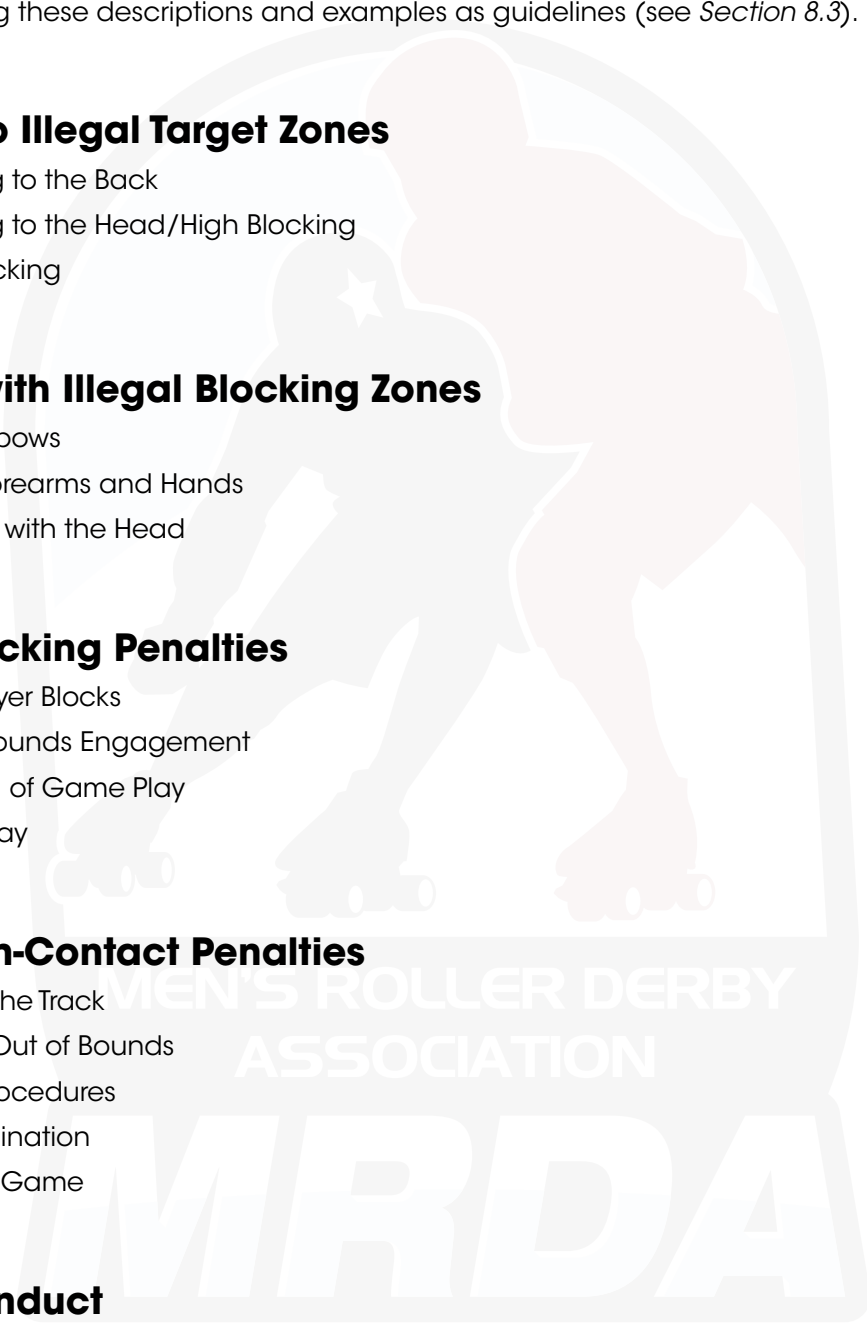 g these descriptions and examples as guidelines (see Section 8.3).
o Illegal Target Zones
g to the Back
g to the Head/High Blocking
cking
with Illegal Blocking Zones
bows
orearms and Hands
with the Head
cking Penalties
yer Blocks
ounds Engagement
of Game Play
ay
n-Contact Penalties
the Track
Out of Bounds
ocedures
ination
Game
nduct
MEN'S ROLLER DERBY
ASSOCIATION
MRDA